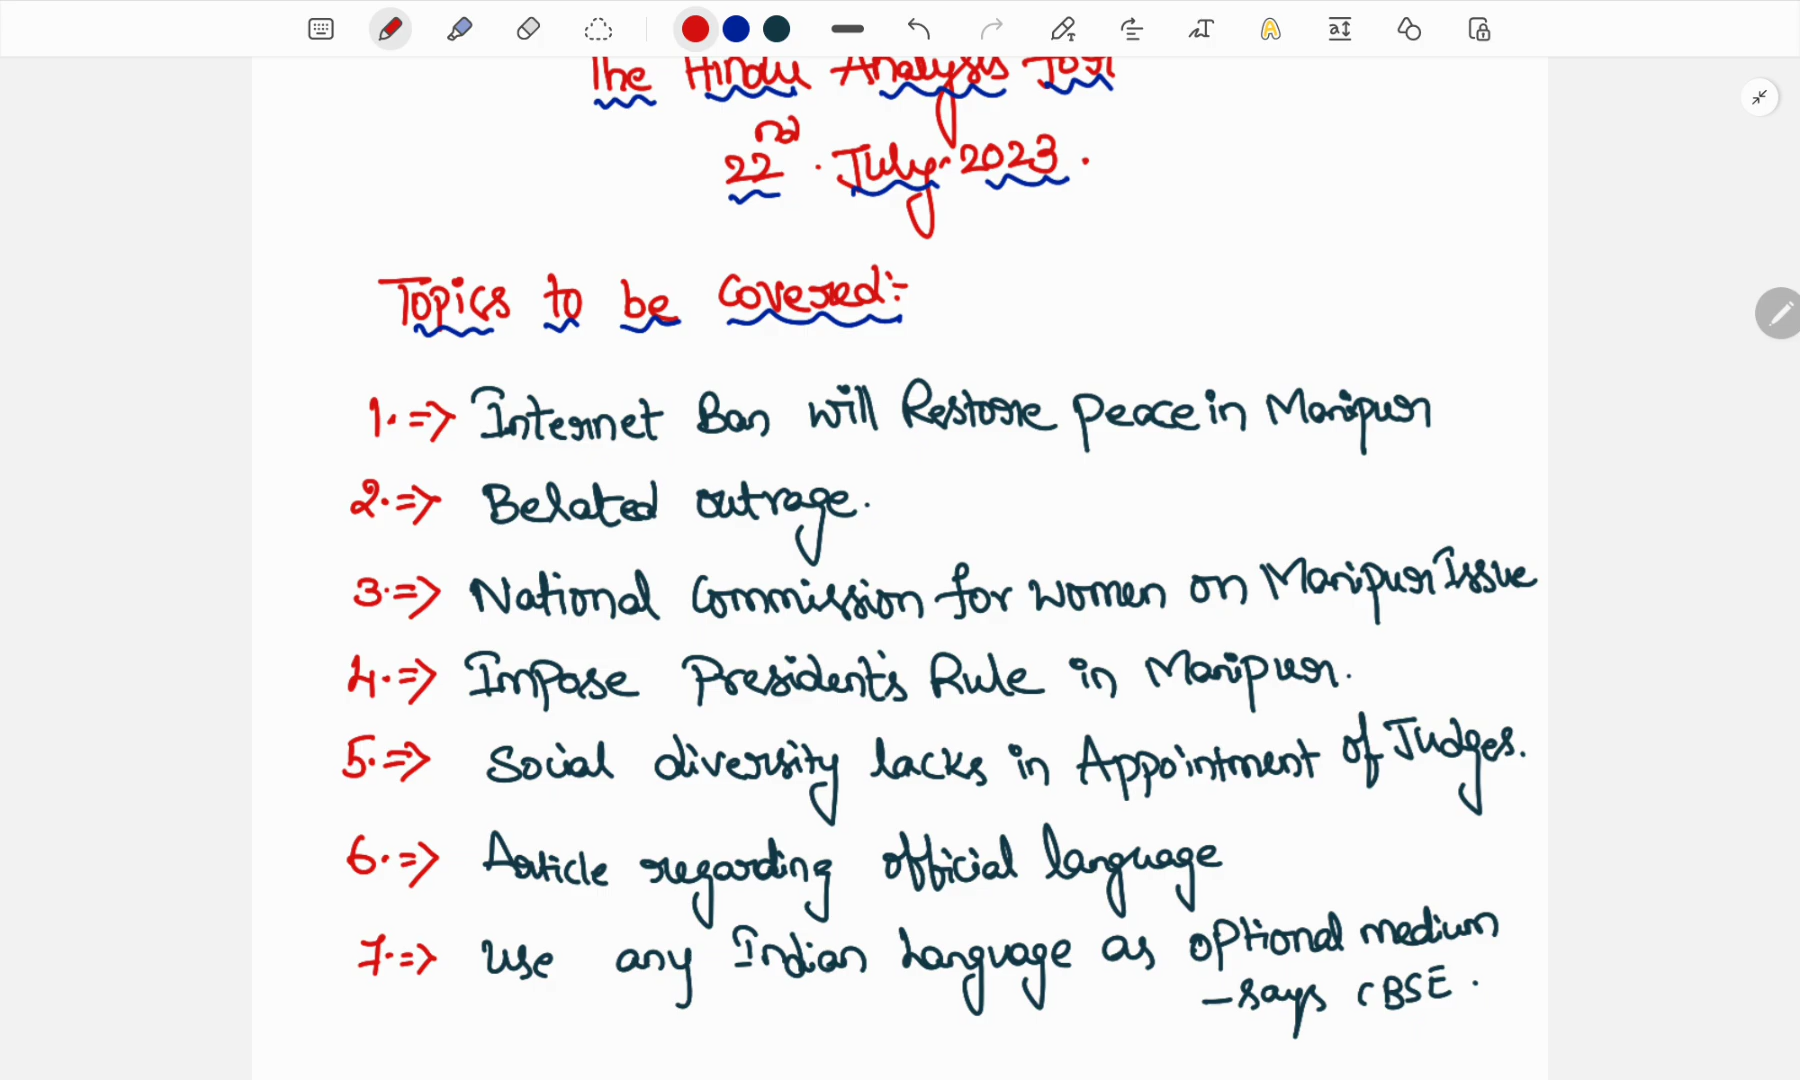 The Hindu Analysis For
22nd. July 2023.
Topics to be Covered:-
1. => Internet Ban will Restore peace in Manipur
2. => Belated outrage.
3. => National Commission for women on Manipur Issue
4. => Impose President's Rule in Manipur.
5. => Social diversity lacks in Appointment of Judges.
6. => Article regarding official language
7. => Use any Indian language as optional medium
- says CBSE.